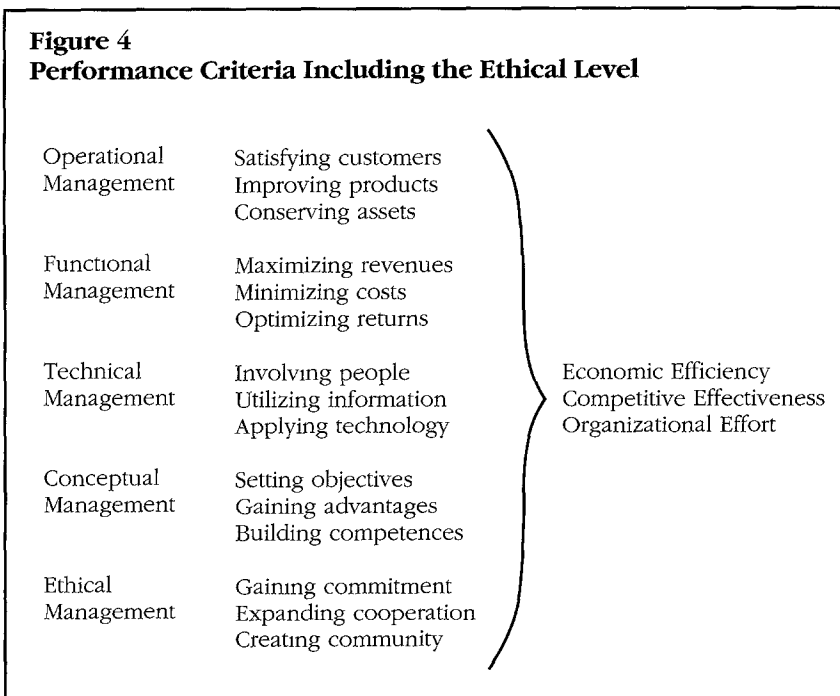 Figure 4
Performance Criteria Including the Ethical Level
Operational Management
Satisfying customers
Improving products
Conserving assets
Functional Management
Maximizing revenues
Minimizing costs
Optimizing returns
Technical Management
Involving people
Utilizing information
Applying technology
Conceptual Management
Setting objectives
Gaining advantages
Building competences
Ethical Management
Gaining commitment
Expanding cooperation
Creating community
Economic Efficiency
Competitive Effectiveness
Organizational Effort